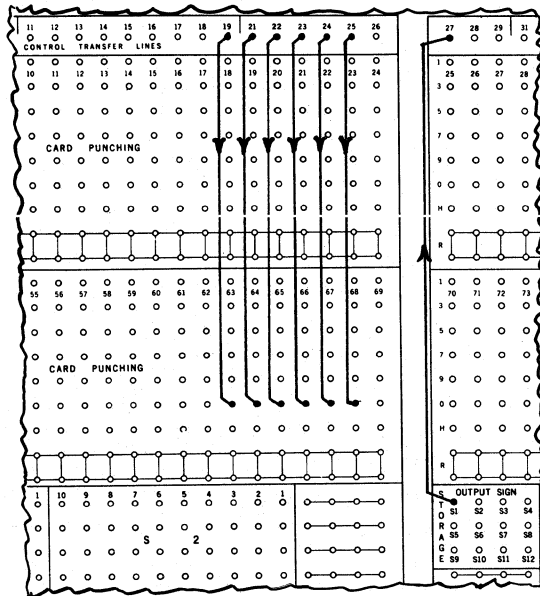 11 12 13 14 15 16 17 18 19 21 22 23 24 25 26 27 28 29 31
CONTROL TRANSFER LINES
1
10 11 12 13 14 15 16 17 18 19 20 21 22 23 24 25 26 27 28
3
5
CARD PUNCHING
7
9
0
H
R
1
55 56 57 58 59 60 61 62 63 64 65 66 67 68 69 70 71 72 73
3
5
CARD PUNCHING
7
9
0
H
R
1 10 9 8 7 6 5 4 3 2 1
S 2
STORAGE
OUTPUT SIGN
S1 S2 S3 S4
S5 S6 S7 S8
S9 S10 S11 S12